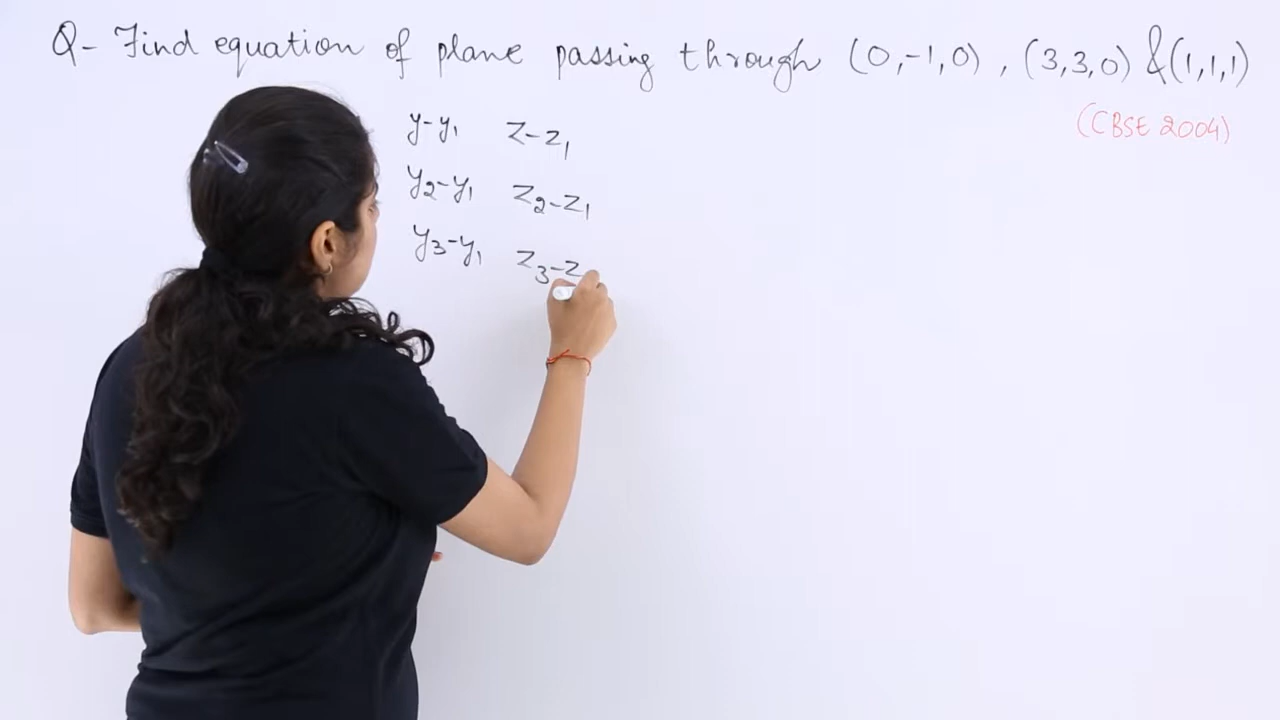 Q- Find equation of plane passing through (0,-1,0) , (3,3,0) & (1,1,1)
(CBSE 2004)
y-y₁ z-z₁
y₂-y₁ z₂-z₁
y₃-y₁ z₃-z